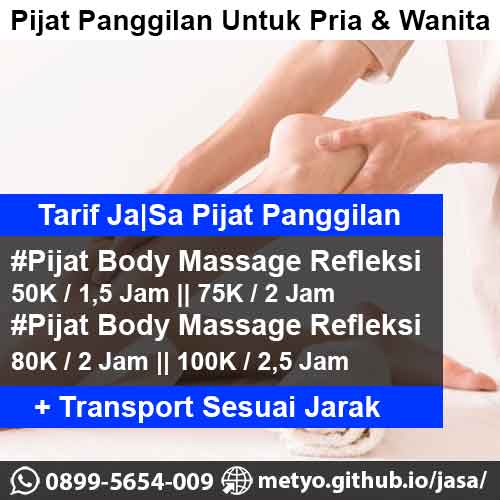 Pijat Panggilan Untuk Pria & Wanita
Tarif Ja|Sa Pijat Panggilan
#Pijat Body Massage Refleksi
50K / 1,5 Jam || 75K / 2 Jam
#Pijat Body Massage Refleksi
80K / 2 Jam || 100K / 2,5 Jam
+ Transport Sesuai Jarak
0899-5654-009 metyo.github.io/jasa/